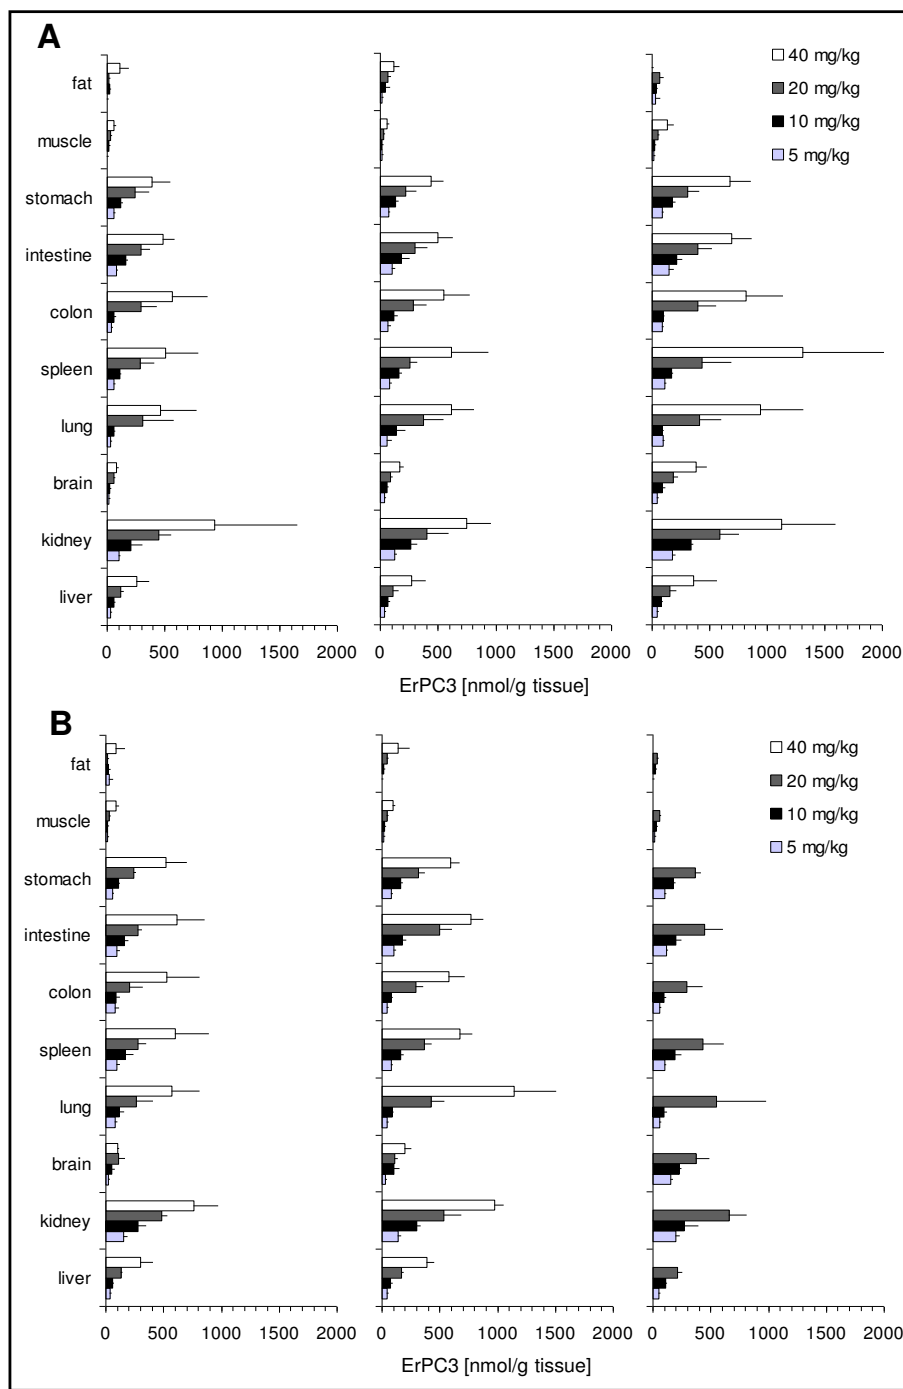 A
40 mg/kg
20 mg/kg
10 mg/kg
5 mg/kg
fat
muscle
stomach
intestine
colon
spleen
lung
brain
kidney
liver
0 500 1000 1500 2000 0 500 1000 1500 2000 0 500 1000 1500 2000
ErPC3 [nmol/g tissue]
B
40 mg/kg
20 mg/kg
10 mg/kg
5 mg/kg
fat
muscle
stomach
intestine
colon
spleen
lung
brain
kidney
liver
0 500 1000 1500 2000 0 500 1000 1500 2000 0 500 1000 1500 2000
ErPC3 [nmol/g tissue]